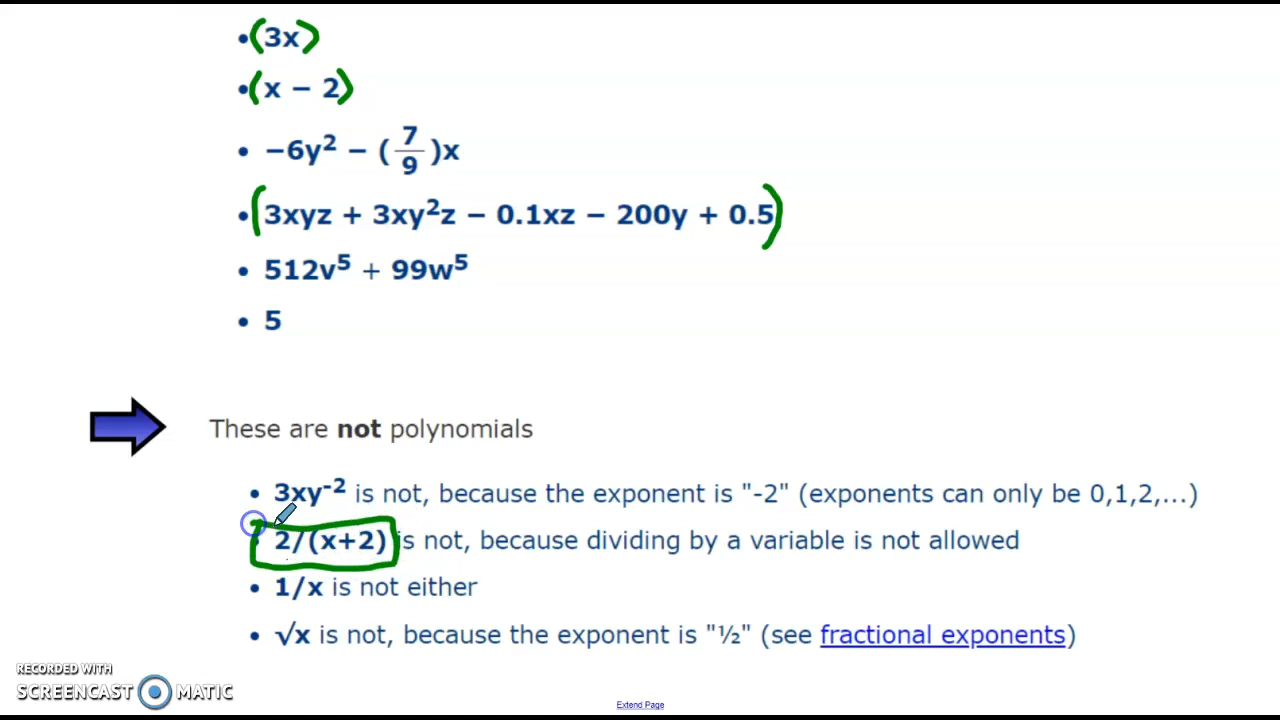 •(3x)
•(x − 2)
• −6y² − (7/9)x
•(3xyz + 3xy²z − 0.1xz − 200y + 0.5)
• 512v⁵ + 99w⁵
• 5
These are not polynomials
• 3xy⁻² is not, because the exponent is "-2" (exponents can only be 0,1,2,...)
• 2/(x+2) is not, because dividing by a variable is not allowed
• 1/x is not either
• √x is not, because the exponent is "½" (see fractional exponents)
RECORDED WITH
SCREENCAST MATIC
Extend Page